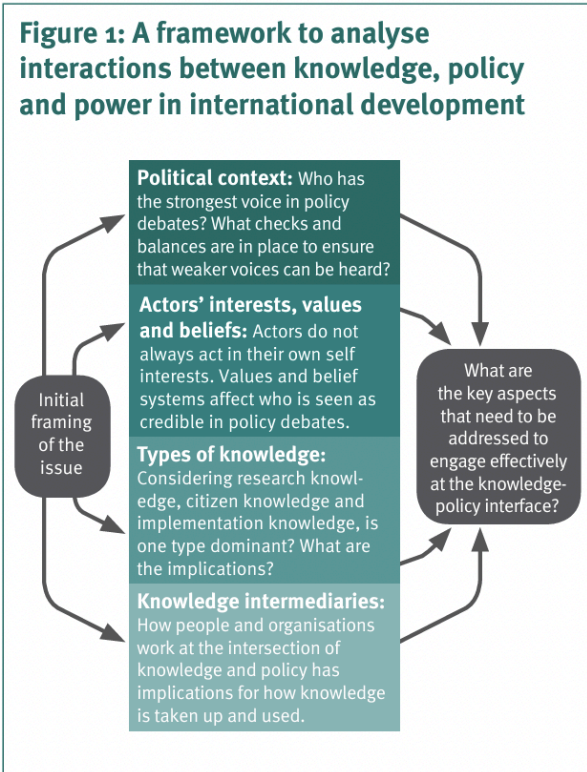 Figure 1: A framework to analyse
interactions between knowledge, policy
and power in international development
Political context: Who has
the strongest voice in policy
debates? What checks and
balances are in place to ensure
that weaker voices can be heard?
Actors’ interests, values
and beliefs: Actors do not
always act in their own self
interests. Values and belief
systems affect who is seen as
credible in policy debates.
Types of knowledge:
Considering research knowl-
edge, citizen knowledge and
implementation knowledge, is
one type dominant? What are
the implications?
Knowledge intermediaries:
How people and organisations
work at the intersection of
knowledge and policy has
implications for how knowledge
is taken up and used.
Initial
framing
of the
issue
What are
the key aspects
that need to be
addressed to
engage effectively
at the knowledge-
policy interface?